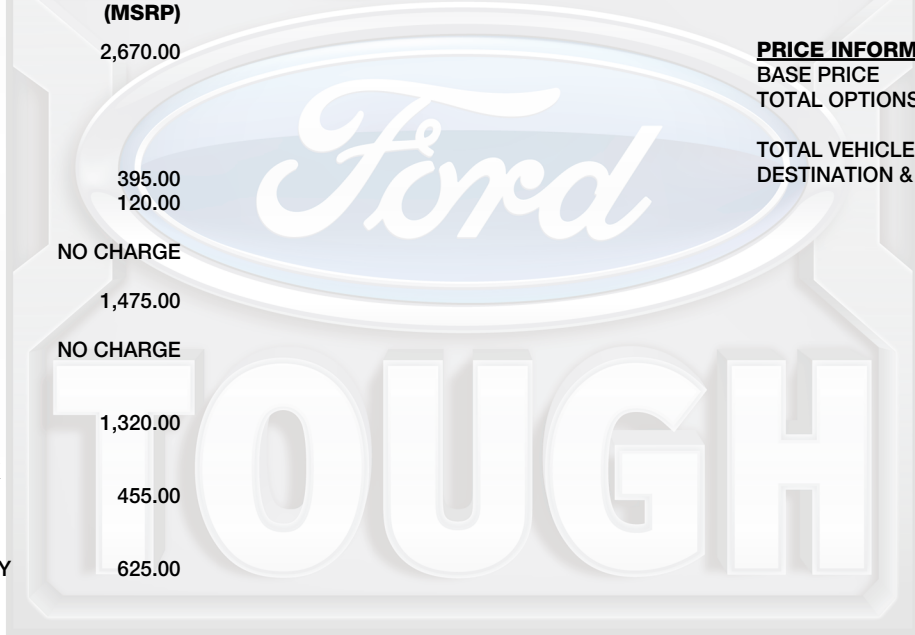 (MSRP)
2,670.00
395.00
120.00
NO CHARGE
1,475.00
NO CHARGE
1,320.00
455.00
Y 625.00
PRICE INFORM
BASE PRICE
TOTAL OPTIONS
TOTAL VEHICLE
DESTINATION &
Ford
TOUGH